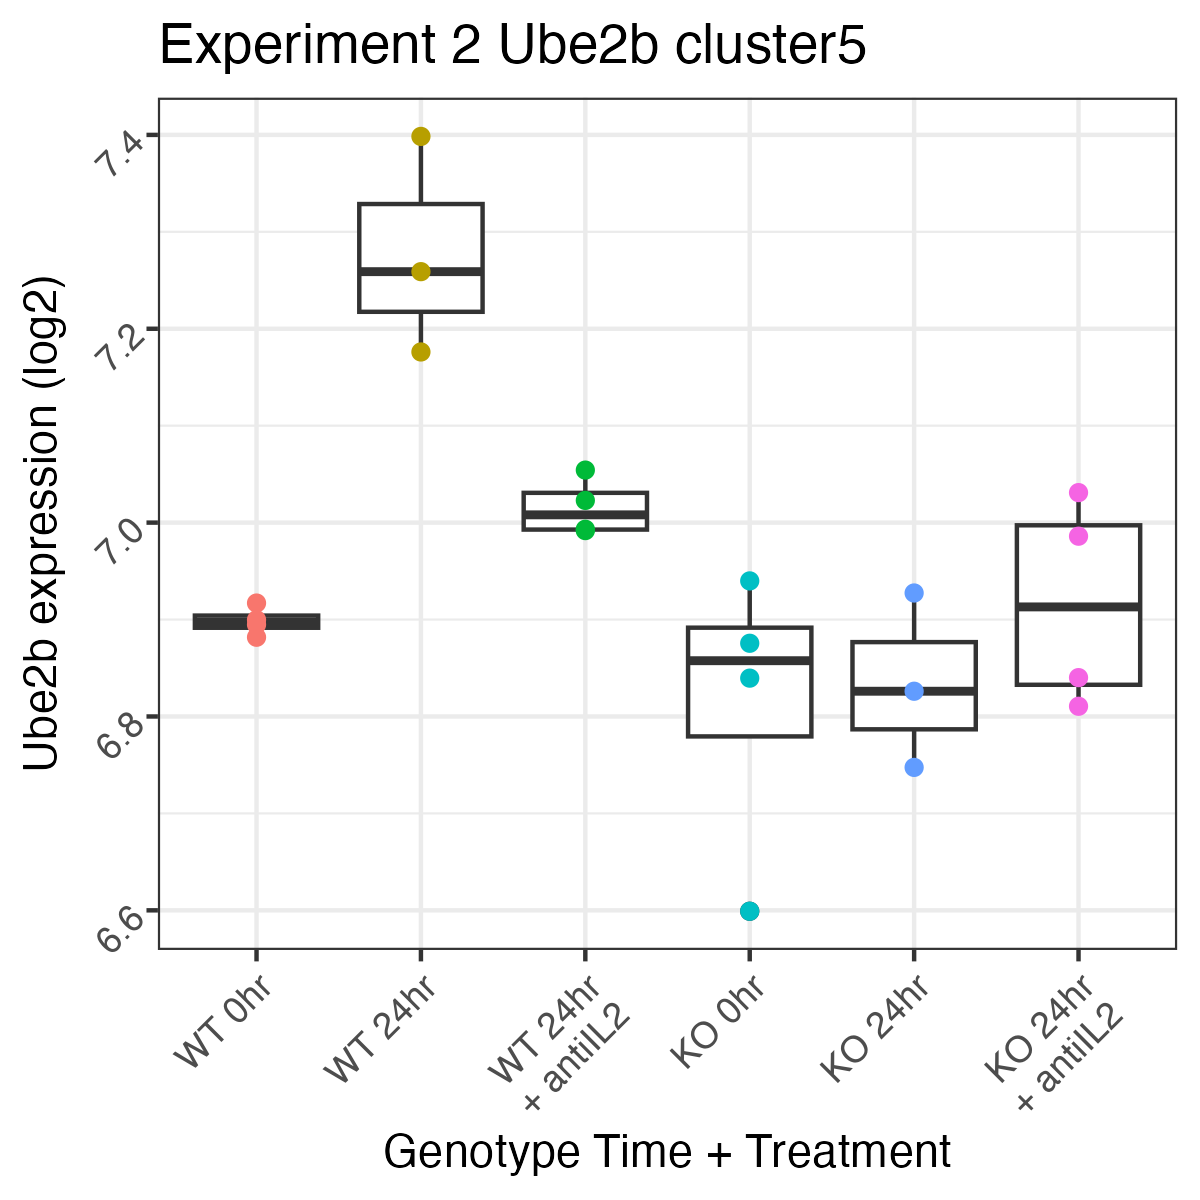 Experiment 2 Ube2b cluster5
Ube2b expression (log2)
7.4
7.2
7.0
6.8
6.6
WT 0hr
WT 24hr
WT 24hr
+ antiIL2
KO 0hr
KO 24hr
KO 24hr
+ antiIL2
Genotype Time + Treatment